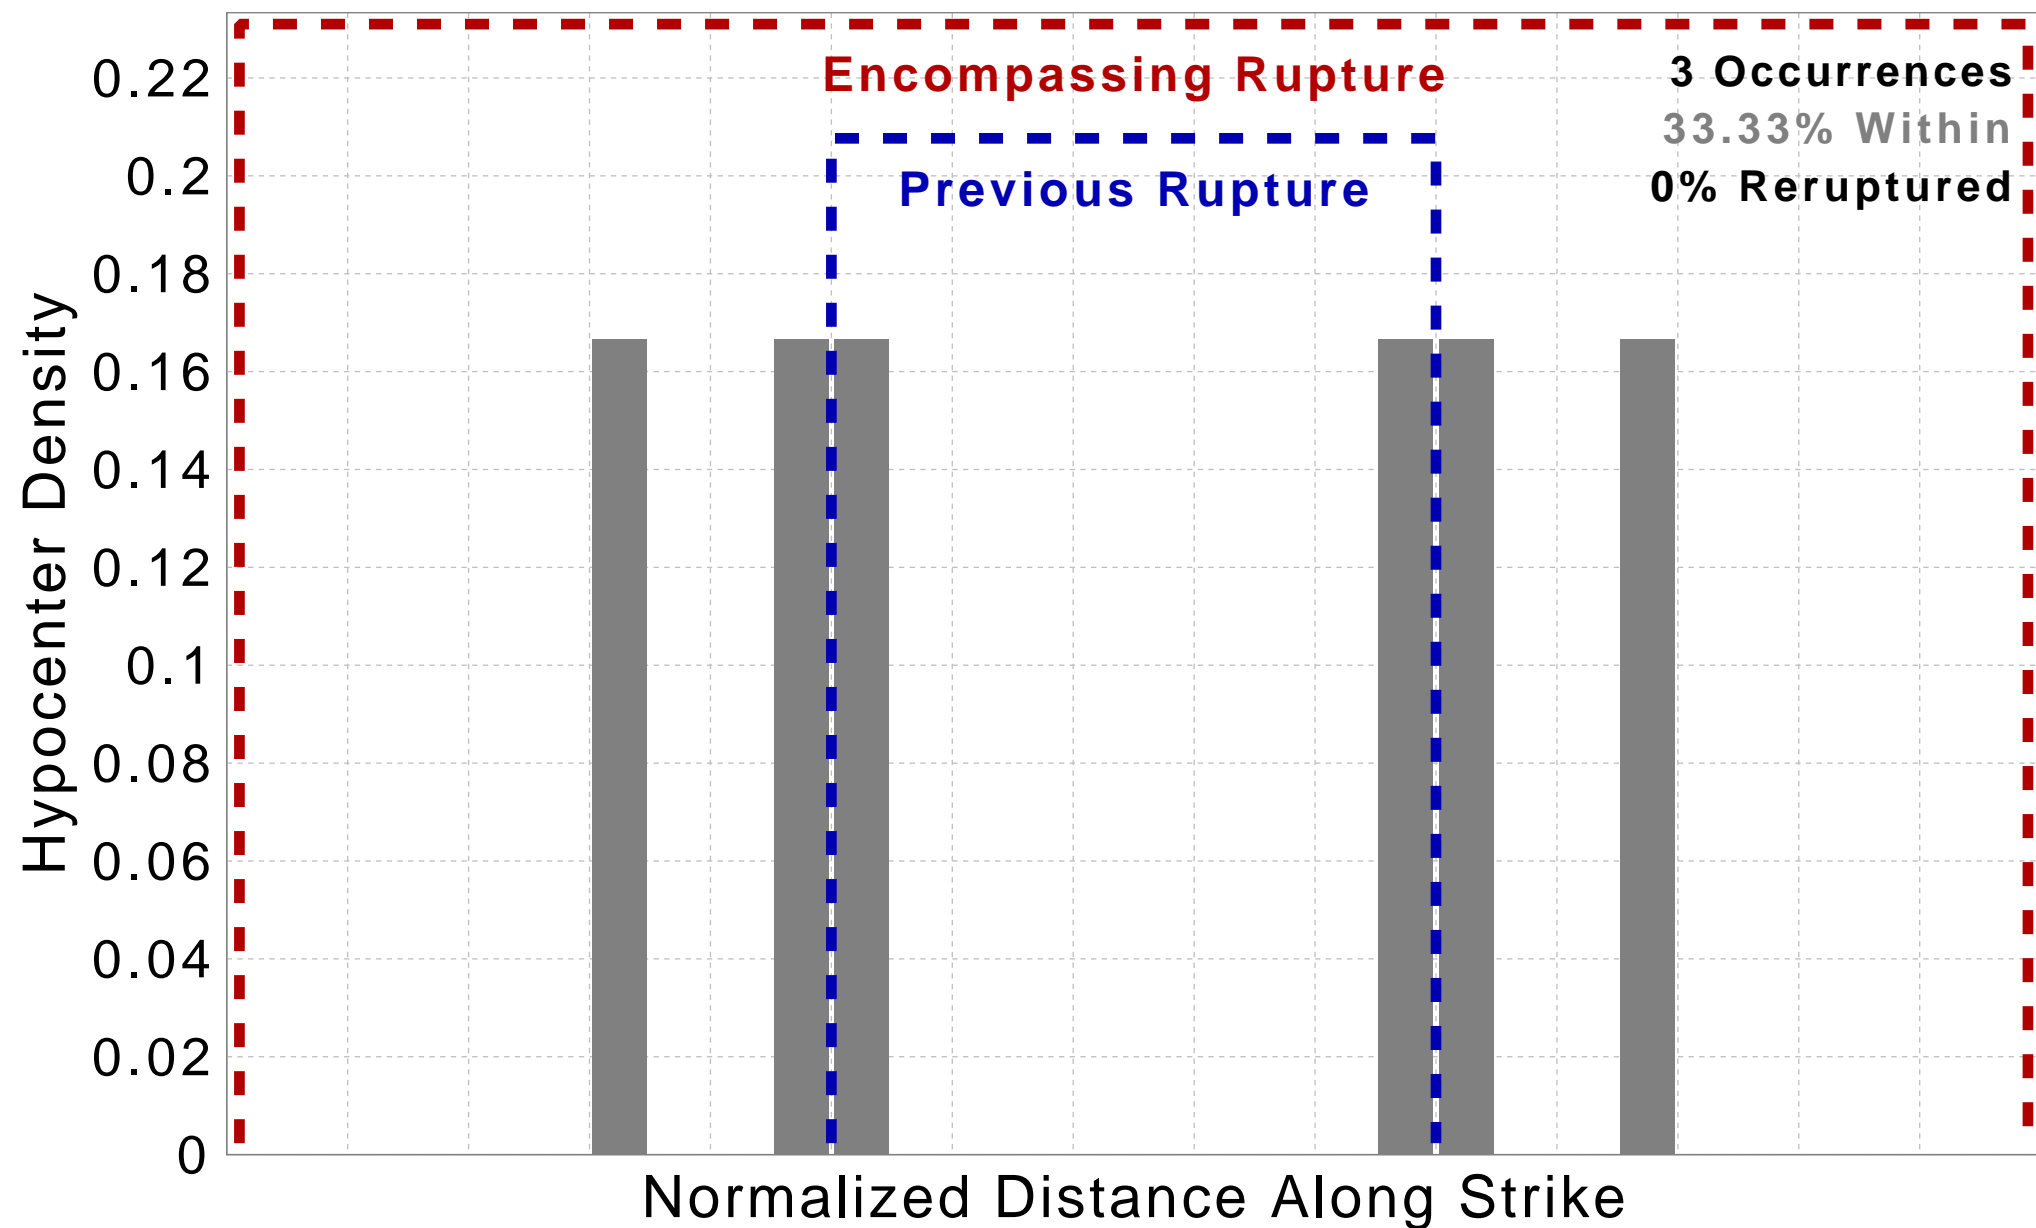 Encompassing Rupture
Previous Rupture
3 Occurrences
33.33% Within
0% Reruptured
Hypocenter Density
0.22
0.2
0.18
0.16
0.14
0.12
0.1
0.08
0.06
0.04
0.02
0
Normalized Distance Along Strike